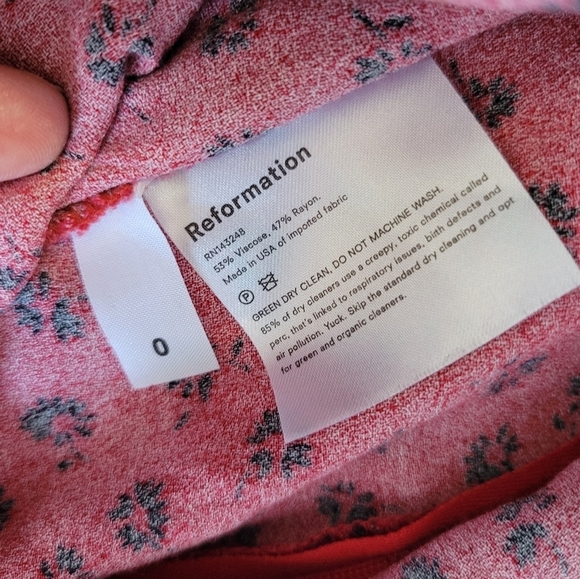 Reformation
RN143248
53% Viscose, 47% Rayon.
Made in USA of imported fabric
P
GREEN DRY CLEAN, DO NOT MACHINE WASH.
85% of dry cleaners use a creepy, toxic chemical called
perc, that's linked to respiratory issues, birth defects and
air pollution. Yuck. Skip the standard dry cleaning and opt
for green and organic cleaners.
0